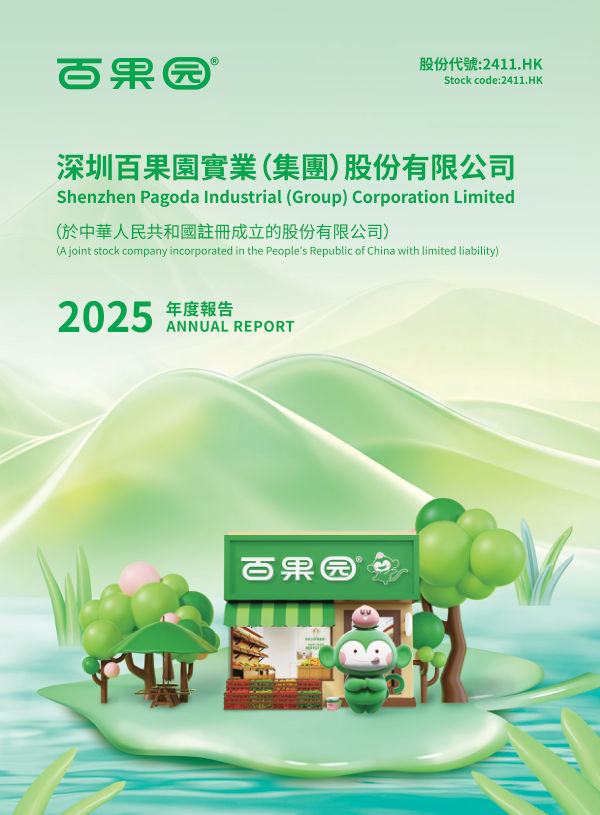 百果园®
股份代號:2411.HK
Stock code:2411.HK
深圳百果園實業（集團）股份有限公司
Shenzhen Pagoda Industrial (Group) Corporation Limited
（於中華人民共和國註冊成立的股份有限公司）
(A joint stock company incorporated in the People's Republic of China with limited liability)
2025 年度報告
ANNUAL REPORT
百果园®